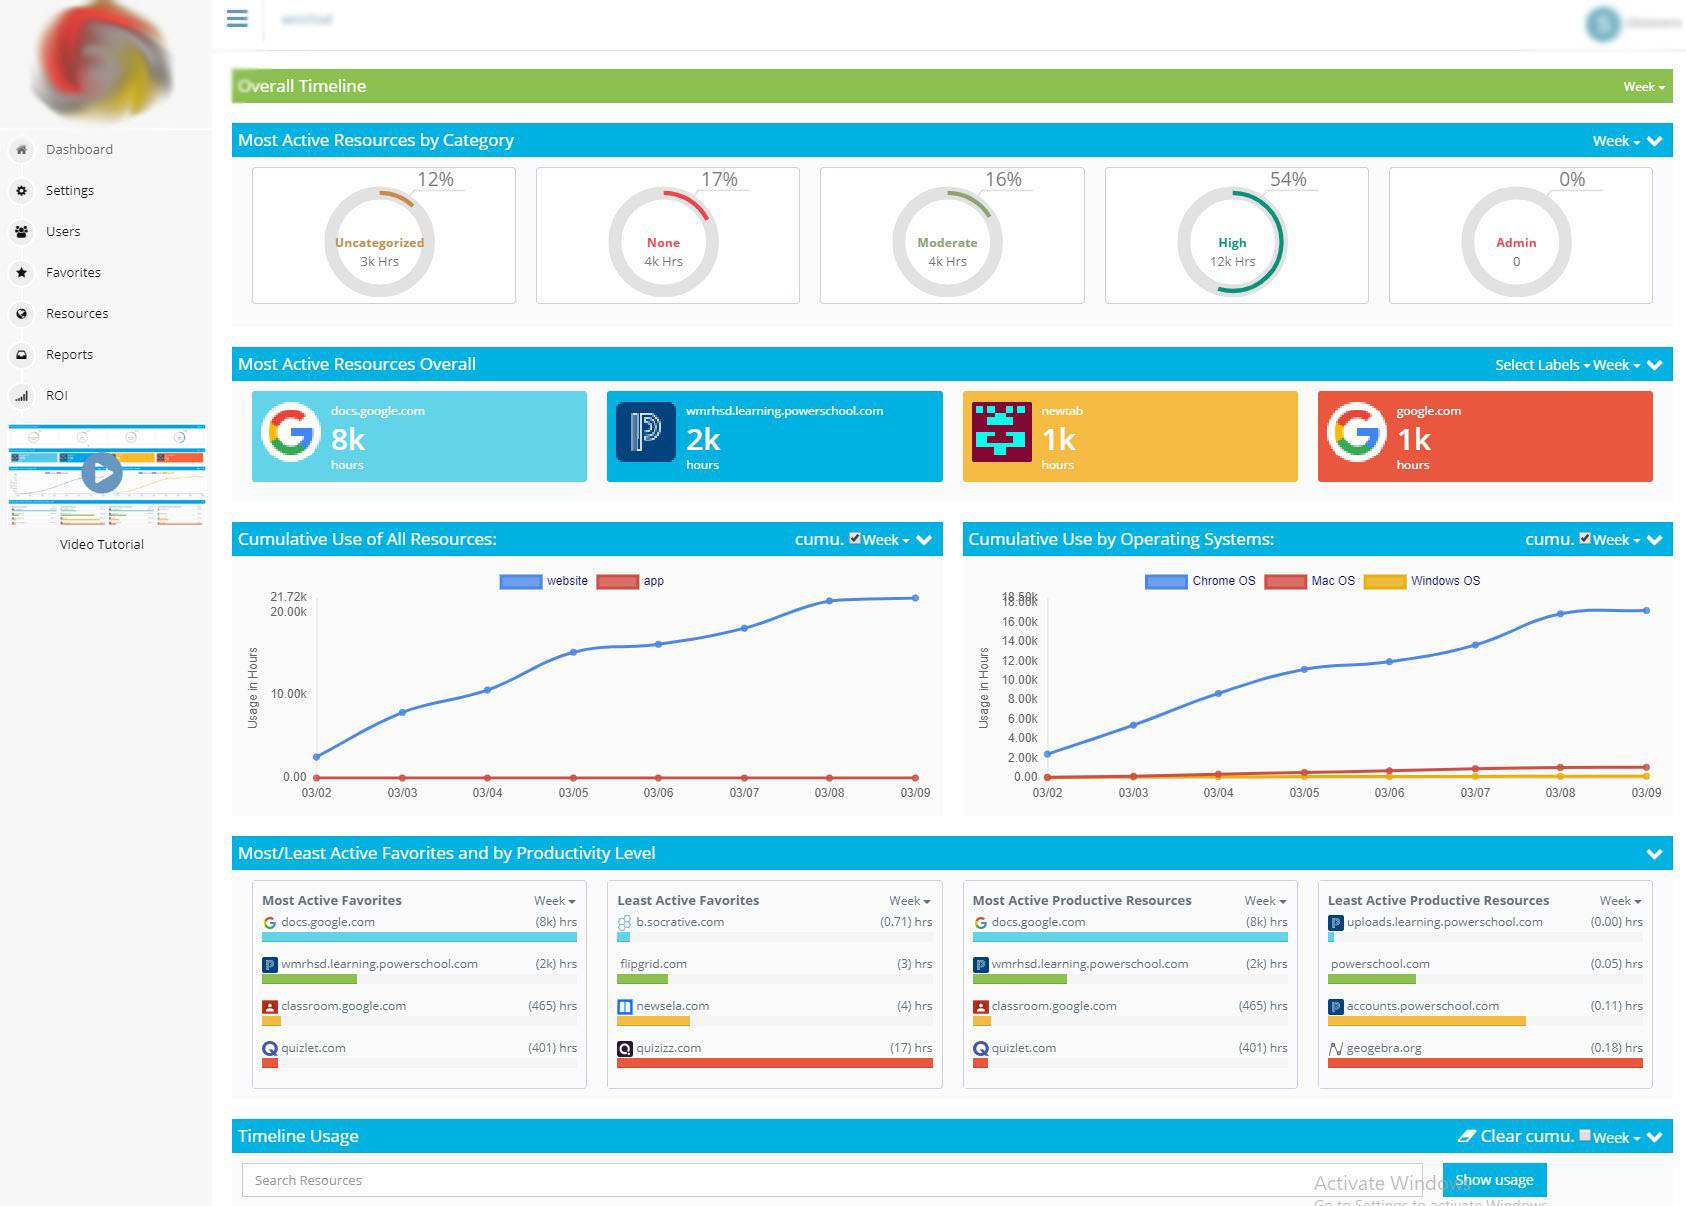 Overall Timeline Week
Dashboard
Settings
Users
Favorites
Resources
Reports
ROI
Video Tutorial
Most Active Resources by Category Week
12% 17% 16% 54% 0%
Uncategorized None Moderate High Admin
3k Hrs 4k Hrs 4k Hrs 12k Hrs 0
Most Active Resources Overall Select Labels Week
docs.google.com
8k
hours
wmrhsd.learning.powerschool.com
2k
hours
newtab
1k
hours
google.com
1k
hours
Cumulative Use of All Resources: cumu. Week
website app
21.72k
20.00k
10.00k
0.00
Usage in Hours
03/02 03/03 03/04 03/05 03/06 03/07 03/08 03/09
Cumulative Use by Operating Systems: cumu. Week
Chrome OS Mac OS Windows OS
18.50k
18.00k
16.00k
14.00k
12.00k
10.00k
8.00k
6.00k
4.00k
2.00k
0.00
Usage in Hours
03/02 03/03 03/04 03/05 03/06 03/07 03/08 03/09
Most/Least Active Favorites and by Productivity Level
Most Active Favorites Week
docs.google.com (8k) hrs
wmrhsd.learning.powerschool.com (2k) hrs
classroom.google.com (465) hrs
quizlet.com (401) hrs
Least Active Favorites Week
b.socrative.com (0.71) hrs
flipgrid.com (3) hrs
newsela.com (4) hrs
quizizz.com (17) hrs
Most Active Productive Resources Week
docs.google.com (8k) hrs
wmrhsd.learning.powerschool.com (2k) hrs
classroom.google.com (465) hrs
quizlet.com (401) hrs
Least Active Productive Resources Week
uploads.learning.powerschool.com (0.00) hrs
powerschool.com (0.05) hrs
accounts.powerschool.com (0.11) hrs
geogebra.org (0.18) hrs
Timeline Usage Clear cumu. Week
Search Resources Show usage
Activate Windows
Go to Settings to activate Windows